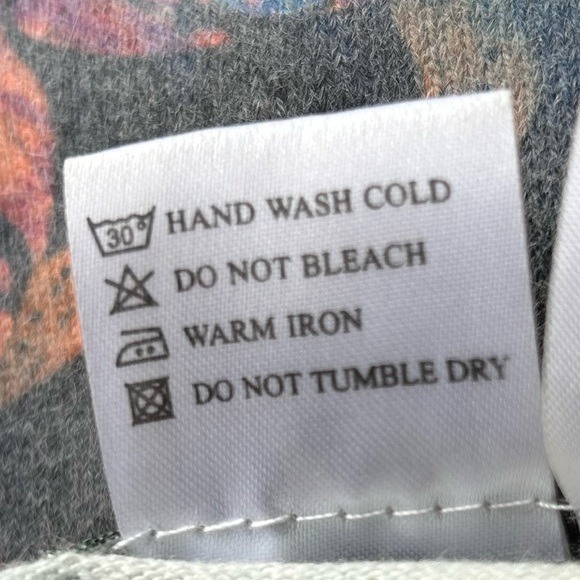 30° HAND WASH COLD
DO NOT BLEACH
WARM IRON
DO NOT TUMBLE DRY